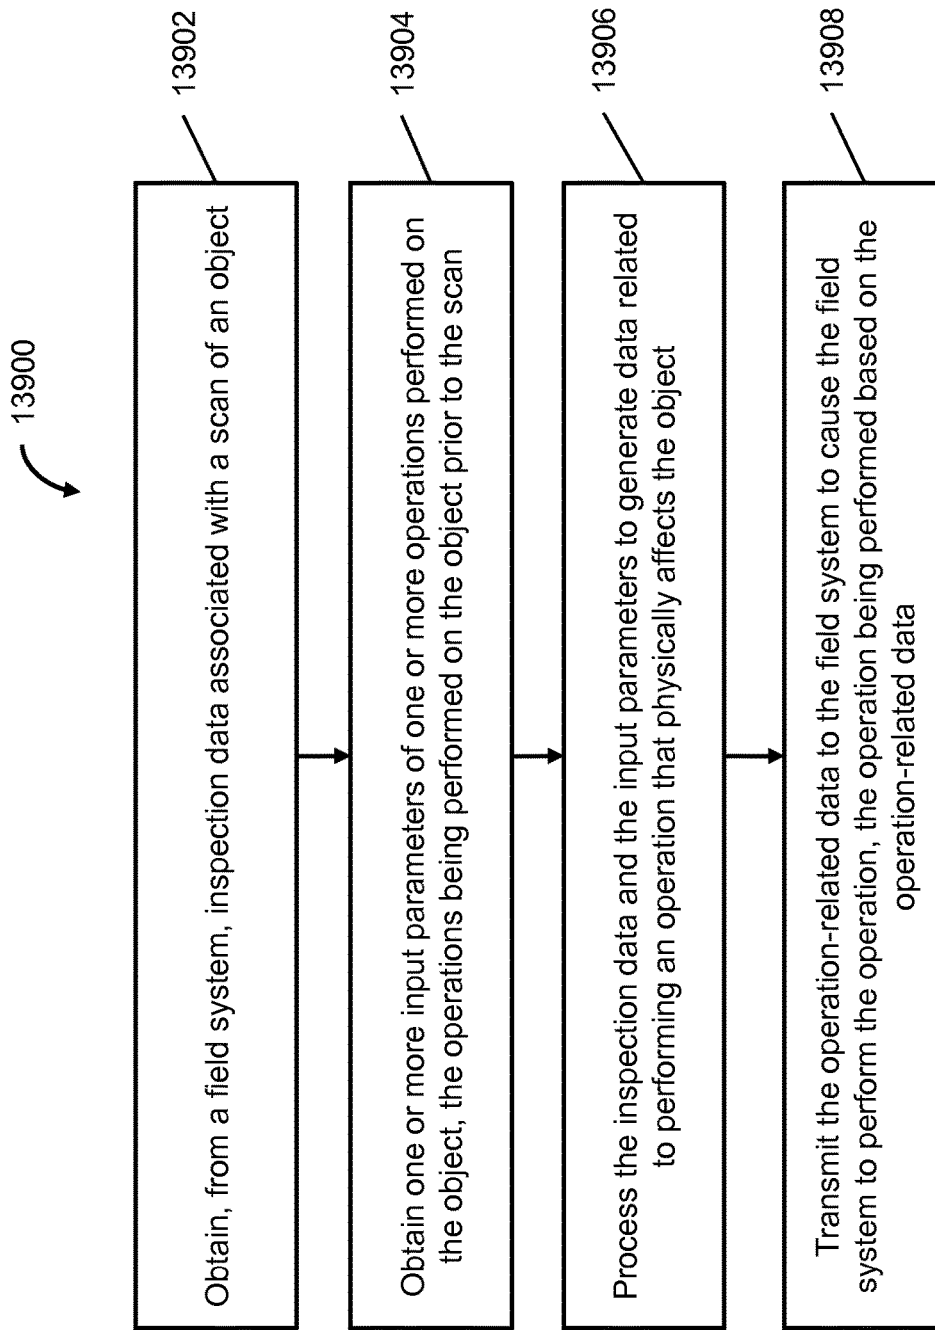 13900
13902
Obtain, from a field system, inspection data associated with a scan of an object
13904
Obtain one or more input parameters of one or more operations performed on
the object, the operations being performed on the object prior to the scan
13906
Process the inspection data and the input parameters to generate data related
to performing an operation that physically affects the object
13908
Transmit the operation-related data to the field system to cause the field
system to perform the operation, the operation being performed based on the
operation-related data